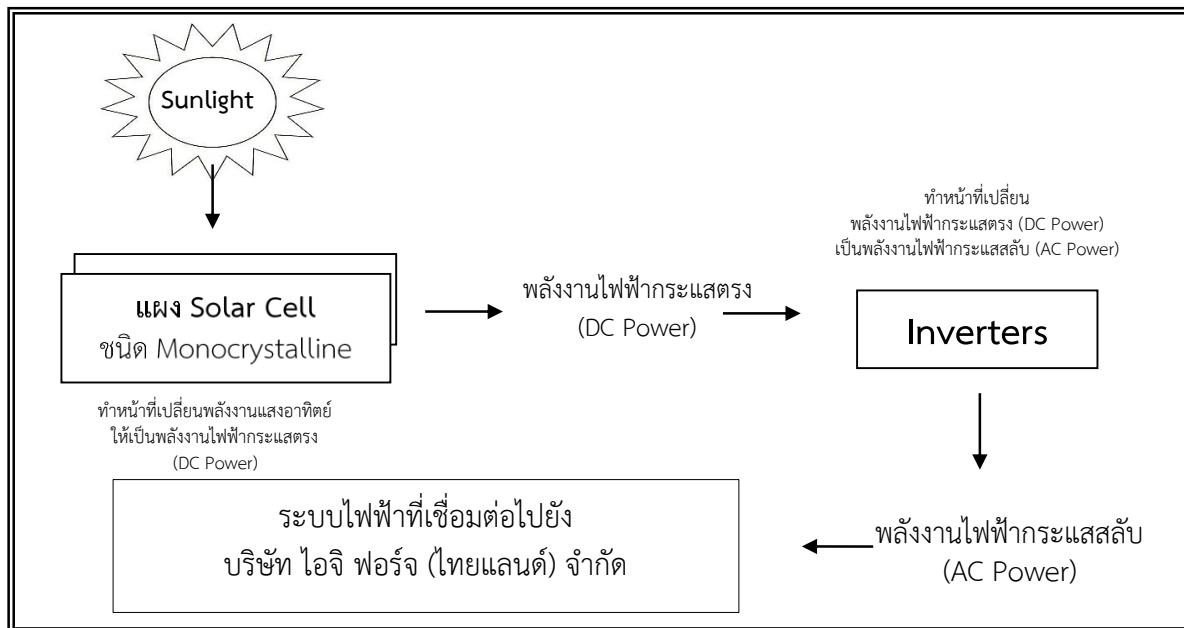 Sunlight
แผง Solar Cell
ชนิด Monocrystalline
ทำหน้าที่เปลี่ยนพลังงานแสงอาทิตย์
ให้เป็นพลังงานไฟฟ้ากระแสตรง
(DC Power)
พลังงานไฟฟ้ากระแสตรง
(DC Power)
ทำหน้าที่เปลี่ยน
พลังงานไฟฟ้ากระแสตรง (DC Power)
เป็นพลังงานไฟฟ้ากระแสสลับ (AC Power)
Inverters
พลังงานไฟฟ้ากระแสสลับ
(AC Power)
ระบบไฟฟ้าที่เชื่อมต่อไปยัง
บริษัท ไอจิ ฟอร์จ (ไทยแลนด์) จำกัด